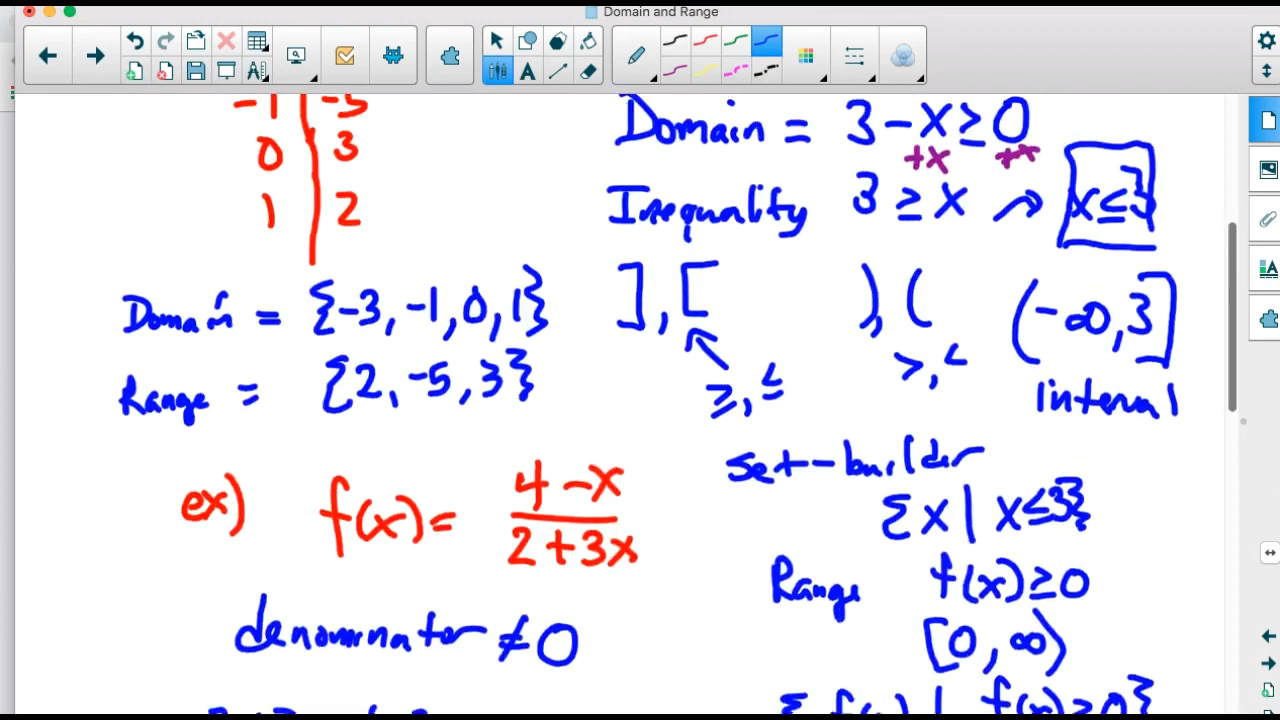 Domain and Range
-1 | -5
0 | 3
1 | 2
Domain = {-3, -1, 0, 1}
Range = {2, -5, 3}
ex) f(x) = (4-x)/(2+3x)
denominator ≠ 0
Domain = 3-x≥0
+x +x
Inequality 3 ≥ x → x≤3
], [ ), ( (-∞, 3]
≥, ≤ >, < interval
set-builder
{x | x≤3}
Range f(x)≥0
[0, ∞)
{ f(x) | f(x)≥0}